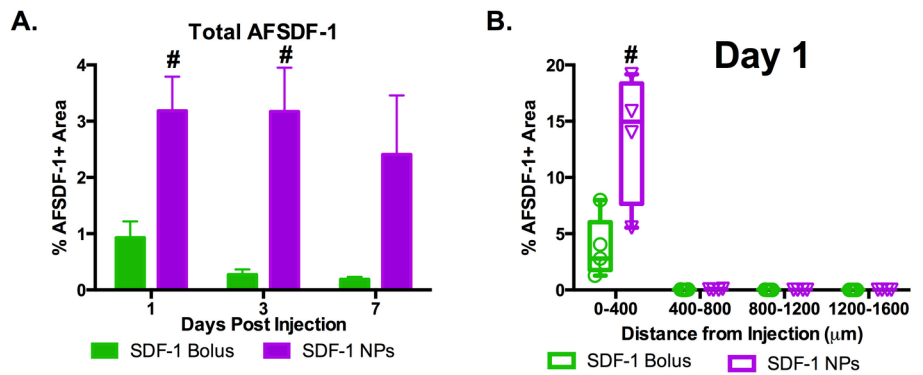 A.
Total AFSDF-1
% AFSDF-1+ Area
4
3
2
1
0
#
#
1
3
7
Days Post Injection
SDF-1 Bolus
SDF-1 NPs
B.
Day 1
% AFSDF-1+ Area
20
15
10
5
0
#
0-400
400-800
800-1200
1200-1600
Distance from Injection (μm)
SDF-1 Bolus
SDF-1 NPs